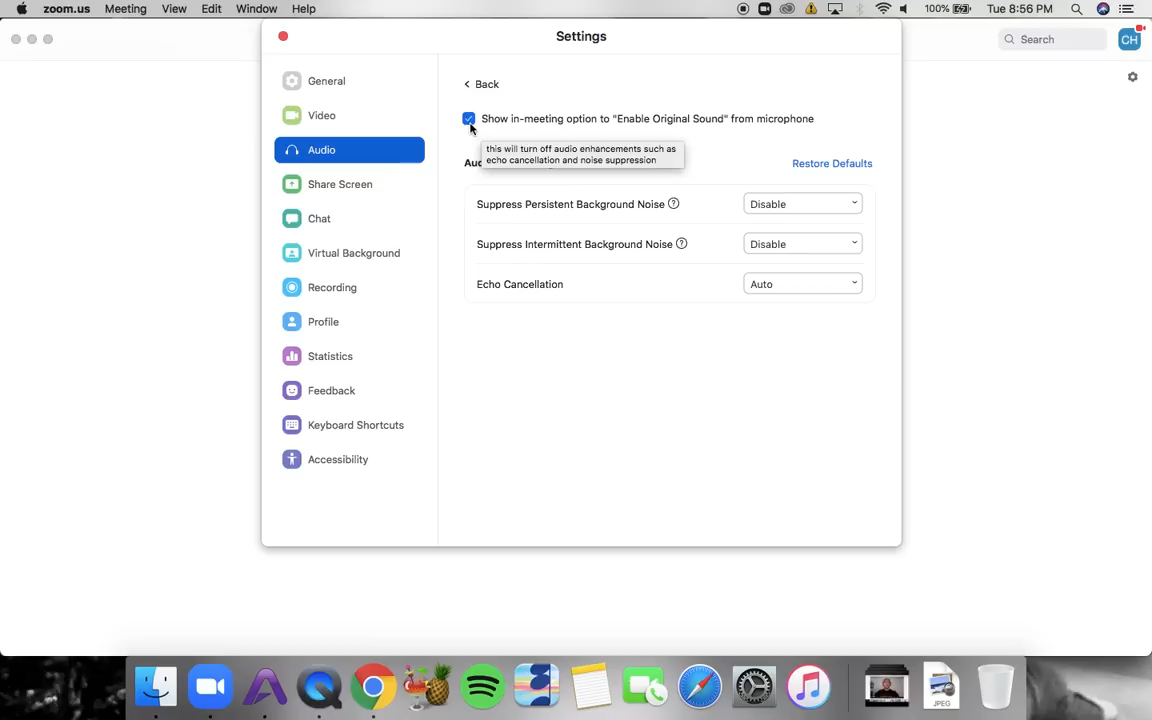 zoom.us Meeting View Edit Window Help 100% Tue 8:56 PM
Settings
Search
CH
General
Video
Audio
Share Screen
Chat
Virtual Background
Recording
Profile
Statistics
Feedback
Keyboard Shortcuts
Accessibility
< Back
Show in-meeting option to "Enable Original Sound" from microphone
this will turn off audio enhancements such as
echo cancellation and noise suppression
Restore Defaults
Suppress Persistent Background Noise ? Disable
Suppress Intermittent Background Noise ? Disable
Echo Cancellation Auto
JPEG